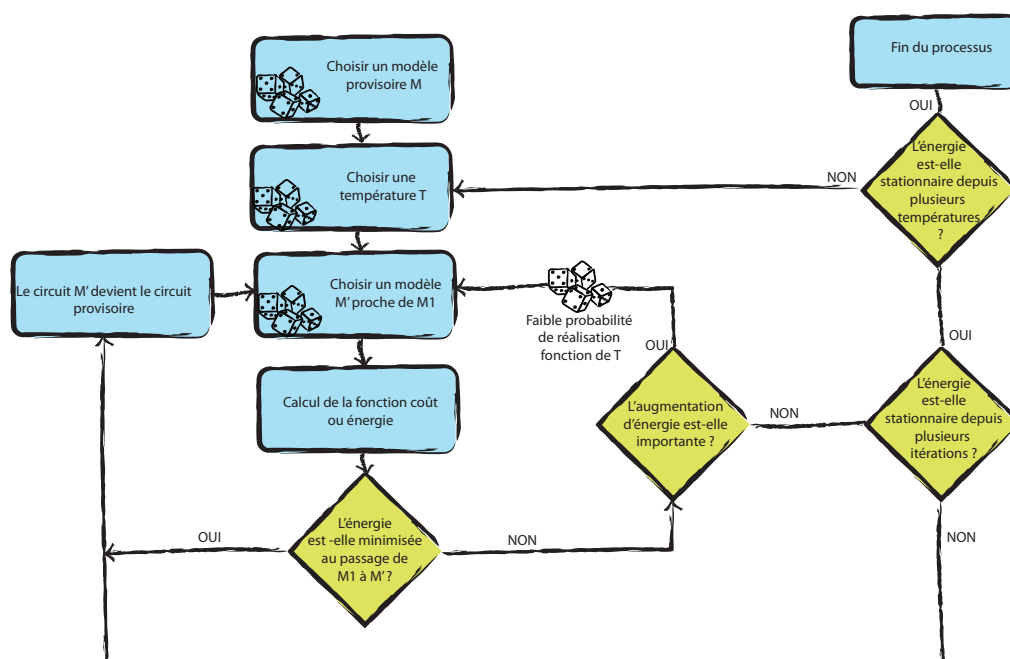 Choisir un modèle
provisoire M
Fin du processus
OUI
Choisir une
température T
NON
L'énergie
est-elle
stationnaire depuis
plusieurs
températures
?
Le circuit M' devient le circuit
provisoire
Choisir un modèle
M' proche de M1
Faible probabilité
de réalisation
fonction de T
OUI
OUI
Calcul de la fonction coût
ou énergie
L'augmentation
d'énergie est-elle
importante ?
NON
L'énergie
est-elle
stationnaire depuis
plusieurs
itérations ?
OUI
L'énergie
est -elle minimisée
au passage de
M1 à M' ?
NON
NON